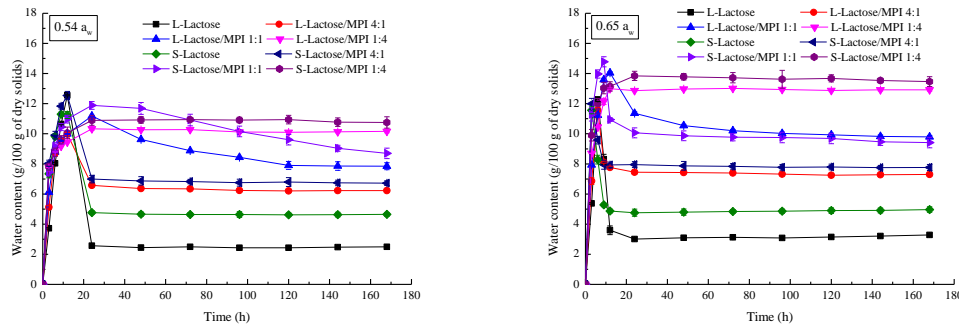 0.54 a_w
L-Lactose
L-Lactose/MPI 4:1
L-Lactose/MPI 1:1
L-Lactose/MPI 1:4
S-Lactose
S-Lactose/MPI 4:1
S-Lactose/MPI 1:1
S-Lactose/MPI 1:4
Water content (g/100 g of dry solids)
20
18
16
14
12
10
8
6
4
2
0
0 20 40 60 80 100 120 140 160 180
Time (h)
0.65 a_w
L-Lactose
L-Lactose/MPI 4:1
L-Lactose/MPI 1:1
L-Lactose/MPI 1:4
S-Lactose
S-Lactose/MPI 4:1
S-Lactose/MPI 1:1
S-Lactose/MPI 1:4
Water content (g/100 g of dry solids)
18
16
14
12
10
8
6
4
2
0
0 20 40 60 80 100 120 140 160 180
Time (h)